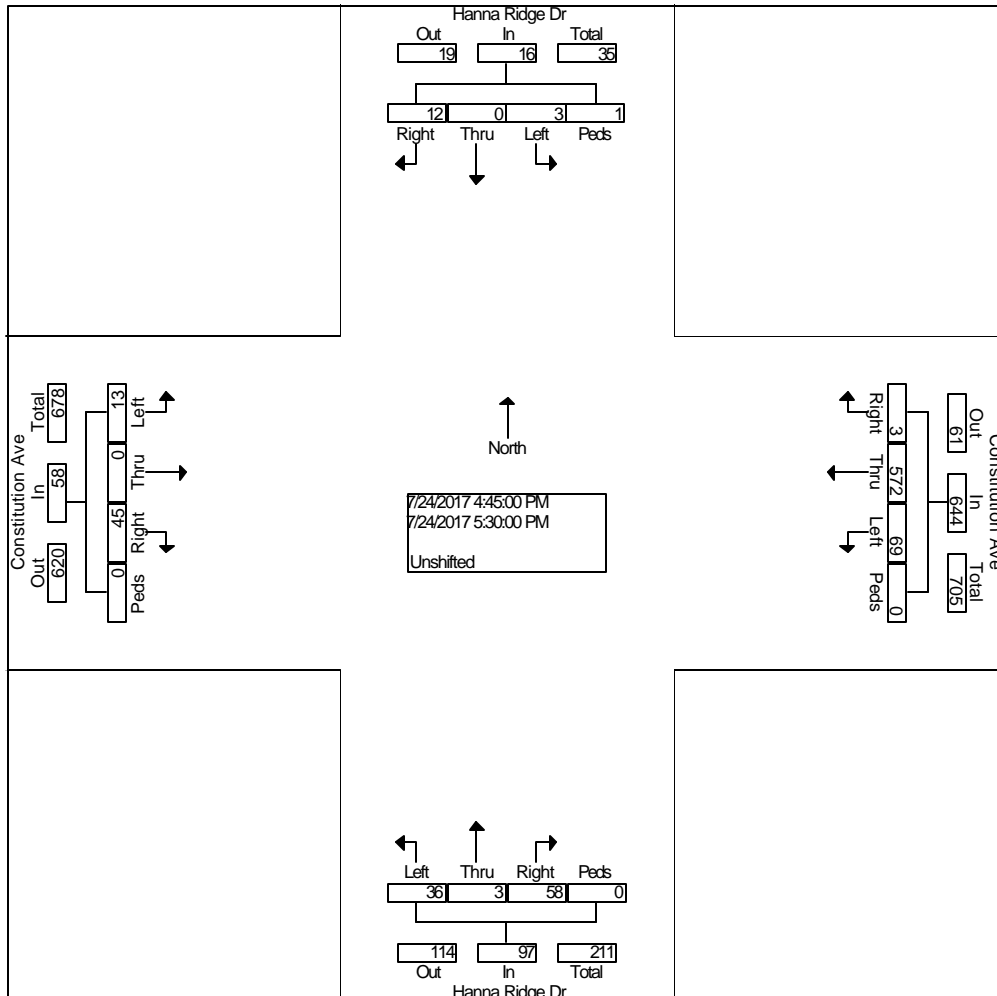 Hanna Ridge Dr
Out In Total
19 16 35
12 0 3 1
Right Thru Left Peds
Constitution Ave
Total In Out
678 58 620
13 0 45 0
Left Thru Right Peds
North
7/24/2017 4:45:00 PM
7/24/2017 5:30:00 PM
Unshifted
Right Thru Left Peds
3 572 69 0
61 644 705
Out In Total
Constitution Ave
Left Thru Right Peds
36 3 58 0
114 97 211
Out In Total
Hanna Ridge Dr